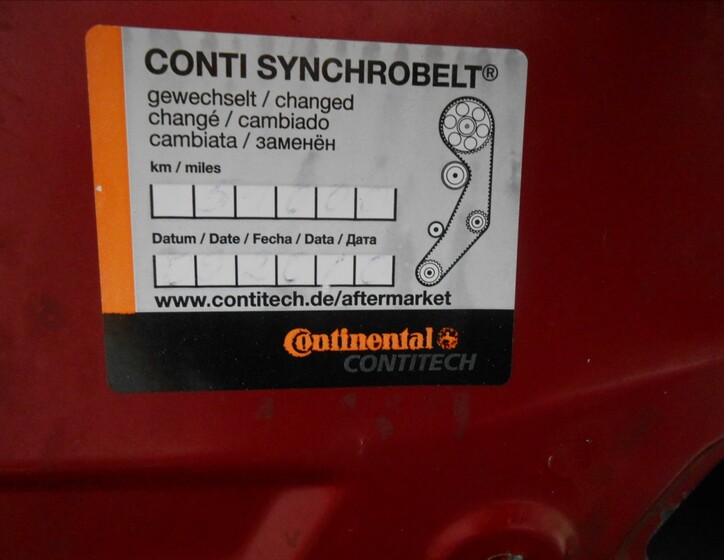 CONTI SYNCHROBELT®
gewechselt / changed
changé / cambiado
cambiata / заменён
km / miles
Datum / Date / Fecha / Data / Дата
www.contitech.de/aftermarket
Continental
CONTITECH